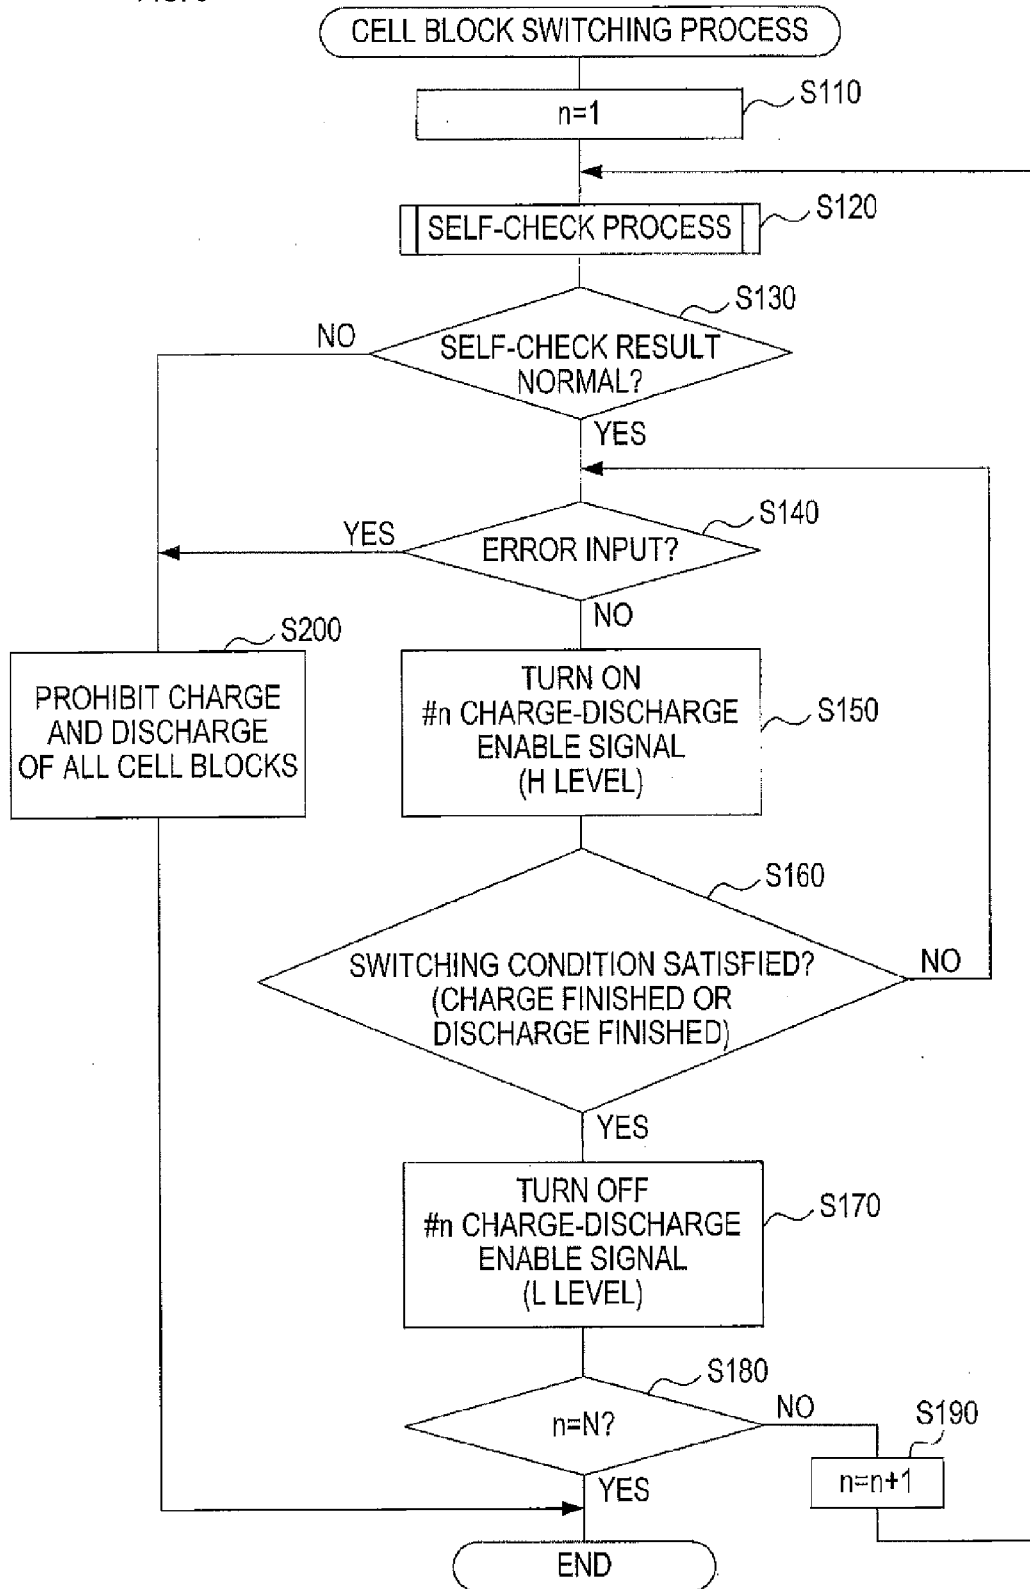 CELL BLOCK SWITCHING PROCESS
n=1
S110
SELF-CHECK PROCESS
S120
S130
NO
SELF-CHECK RESULT
NORMAL?
YES
S140
YES
ERROR INPUT?
NO
S200
PROHIBIT CHARGE
AND DISCHARGE
OF ALL CELL BLOCKS
TURN ON
#n CHARGE-DISCHARGE
ENABLE SIGNAL
(H LEVEL)
S150
S160
SWITCHING CONDITION SATISFIED?
(CHARGE FINISHED OR
DISCHARGE FINISHED)
NO
YES
TURN OFF
#n CHARGE-DISCHARGE
ENABLE SIGNAL
(L LEVEL)
S170
S180
n=N?
NO
S190
n=n+1
YES
END